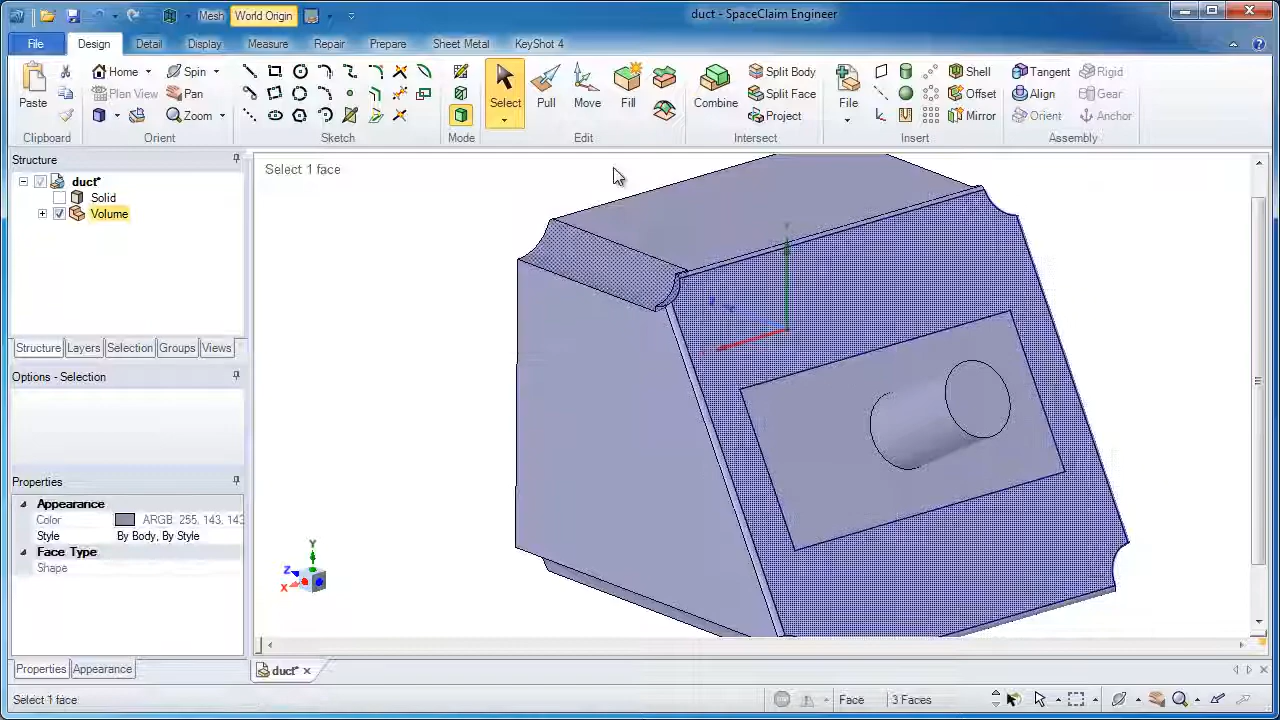 Mesh World Origin duct - SpaceClaim Engineer
File Design Detail Display Measure Repair Prepare Sheet Metal KeyShot 4
Paste Home Spin Select Pull Move Fill Combine Split Body File Shell Tangent Rigid
Plan View Pan Split Face Offset Align Gear
Zoom Project Mirror Orient Anchor
Clipboard Orient Sketch Mode Edit Intersect Insert Assembly
Structure
duct*
Solid
Volume
Structure Layers Selection Groups Views
Options - Selection
Properties
Appearance
Color ARGB: 255, 143, 143
Style By Body, By Style
Face Type
Shape
Properties Appearance
Select 1 face
Y
Z
X
duct*
Select 1 face Face 3 Faces